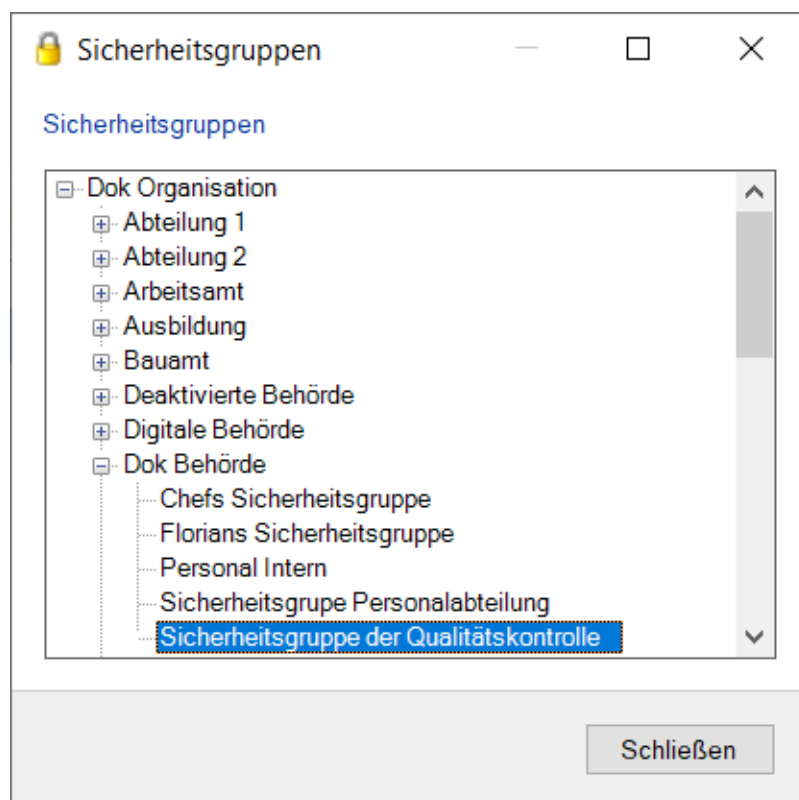 Sicherheitsgruppen
Sicherheitsgruppen
Dok Organisation
Abteilung 1
Abteilung 2
Arbeitsamt
Ausbildung
Bauamt
Deaktivierte Behörde
Digitale Behörde
Dok Behörde
Chefs Sicherheitsgruppe
Florians Sicherheitsgruppe
Personal Intern
Sicherheitsgrupe Personalabteilung
Sicherheitsgruppe der Qualitätskontrolle
Schließen